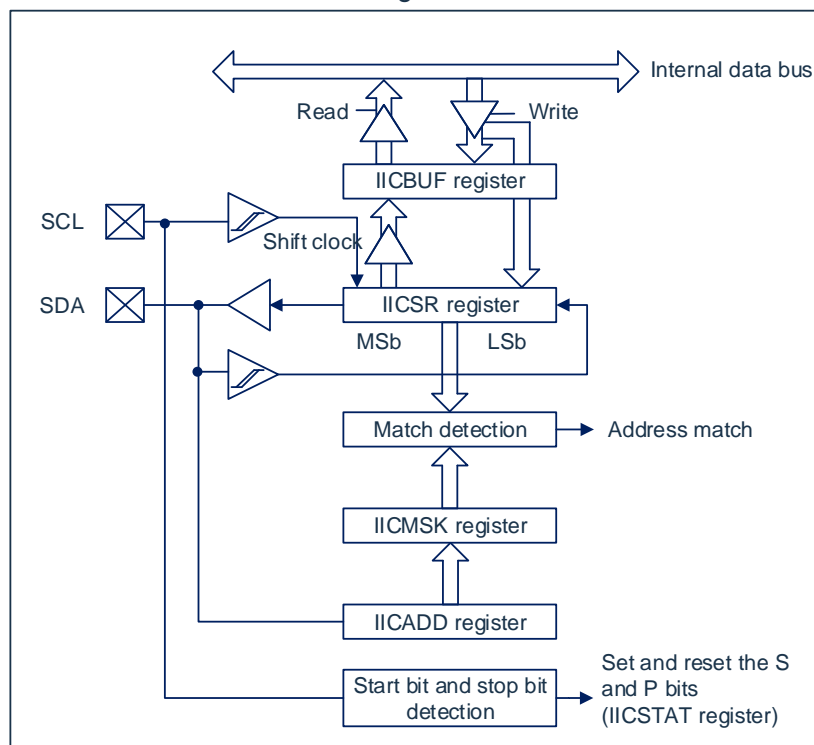 Internal data bus
Read
Write
IICBUF register
SCL
Shift clock
SDA
IICSR register
MSb
LSb
Match detection
Address match
IICMSK register
IICADD register
Start bit and stop bit
detection
Set and reset the S
and P bits
(IICSTAT register)